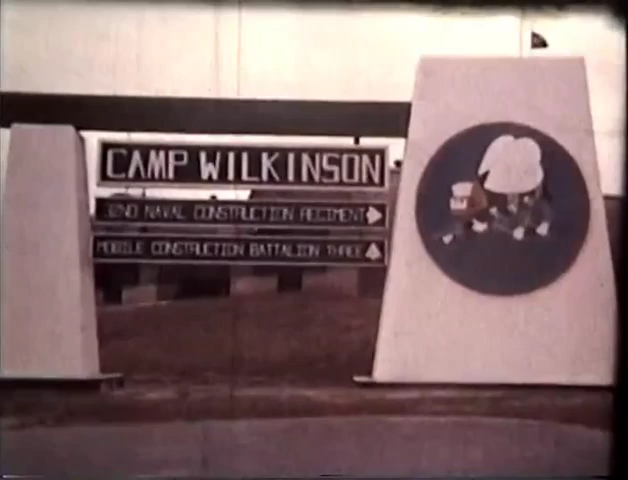 CAMP WILKINSON
32ND NAVAL CONSTRUCTION REGIMENT
MOBILE CONSTRUCTION BATTALION THREE